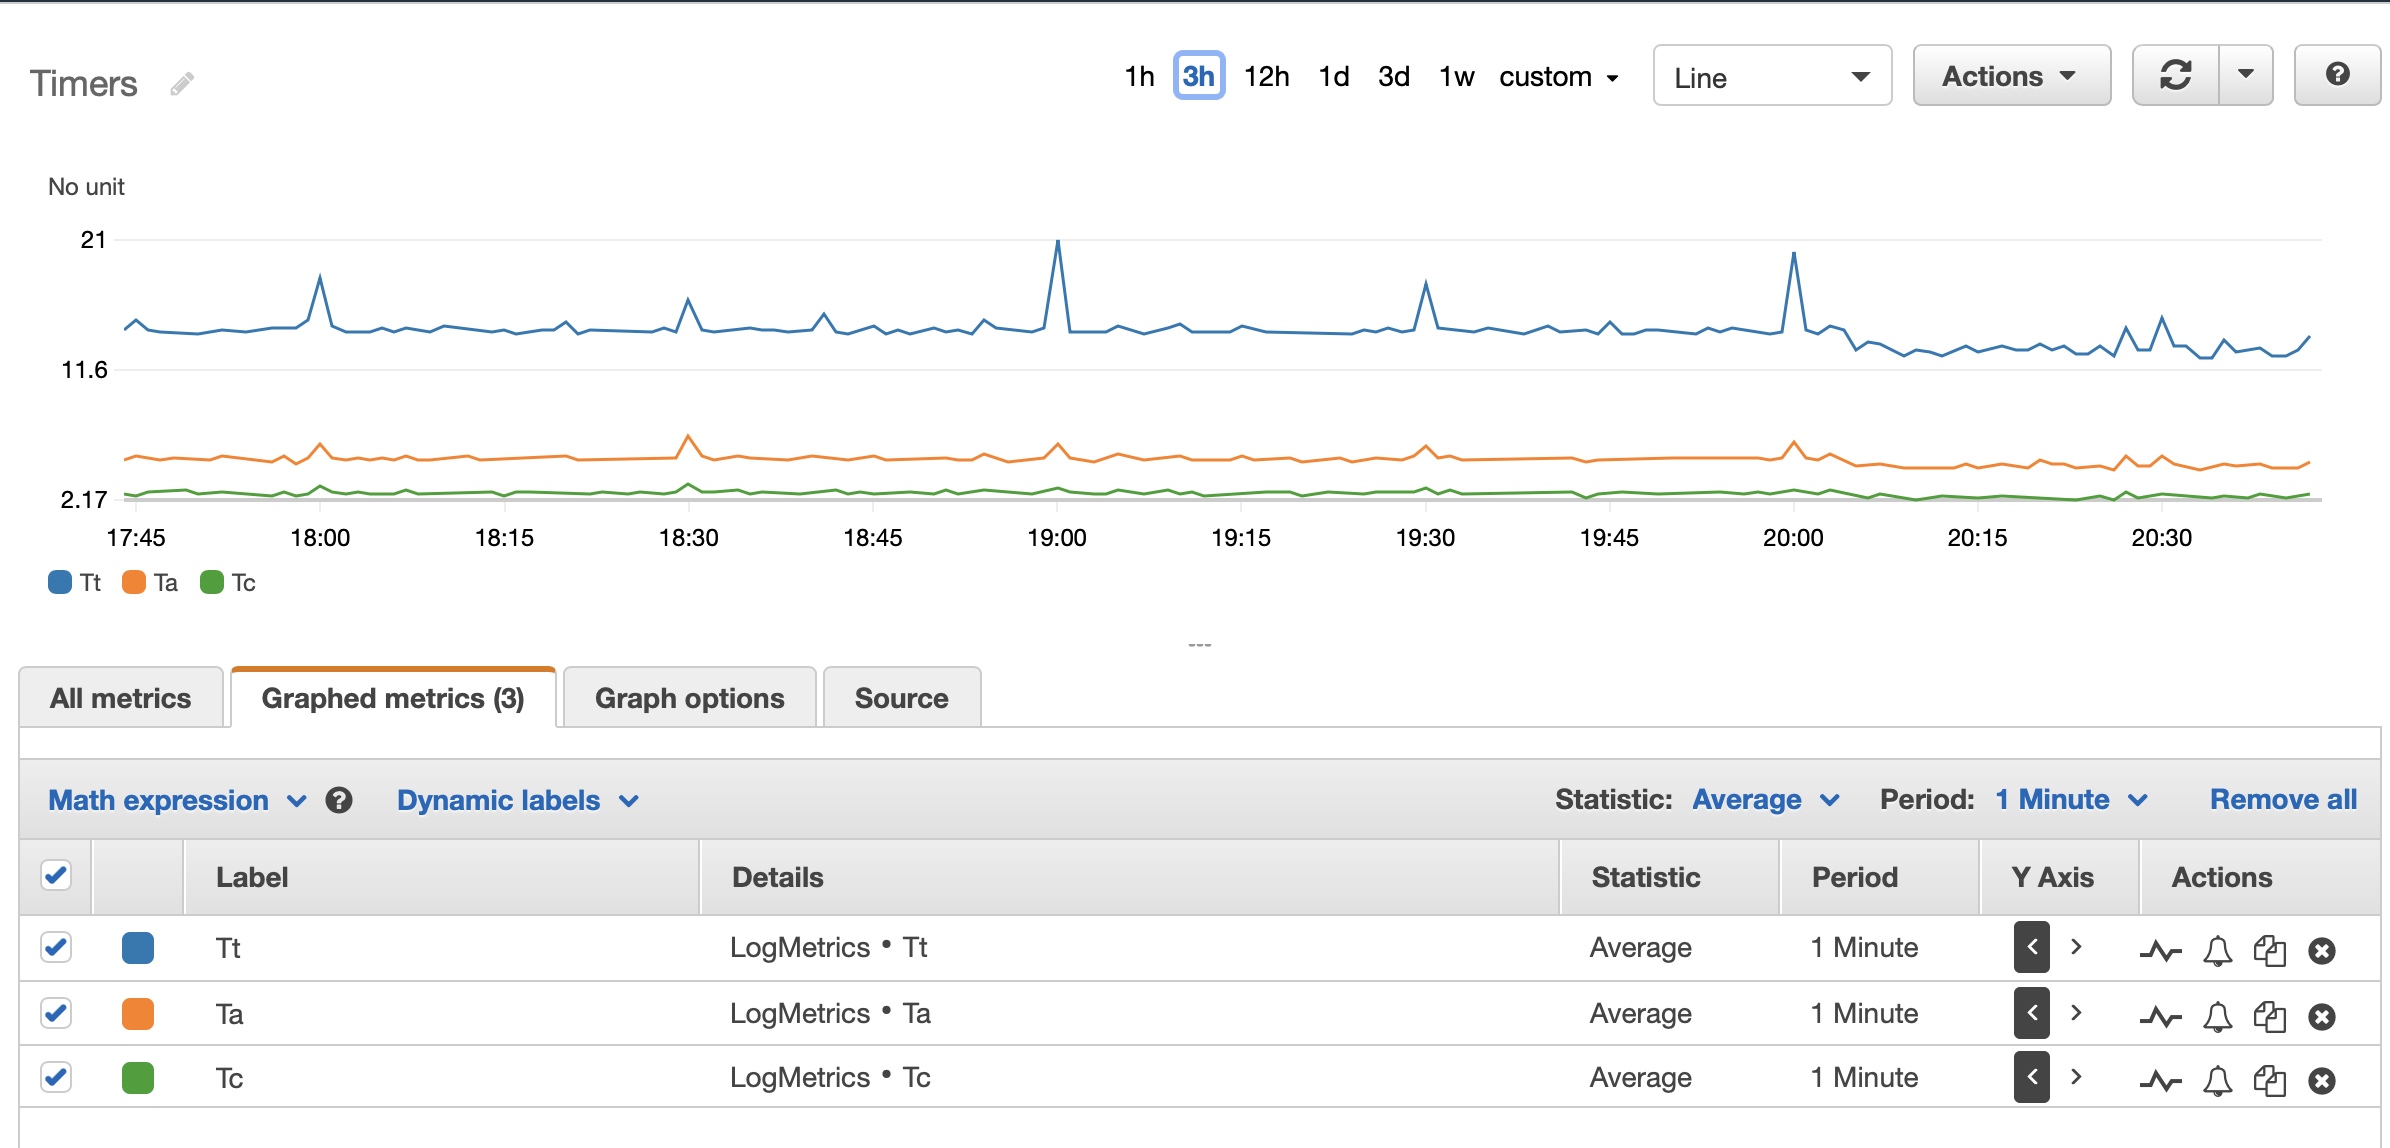 Timers
1h 3h 12h 1d 3d 1w custom
Line
Actions
No unit
21
11.6
2.17
17:45 18:00 18:15 18:30 18:45 19:00 19:15 19:30 19:45 20:00 20:15 20:30
Tt Ta Tc
All metrics
Graphed metrics (3)
Graph options
Source
Math expression
Dynamic labels
Statistic: Average
Period: 1 Minute
Remove all
Label Details Statistic Period Y Axis Actions
Tt LogMetrics • Tt Average 1 Minute
Ta LogMetrics • Ta Average 1 Minute
Tc LogMetrics • Tc Average 1 Minute